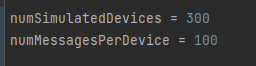 numSimulatedDevices = 300
numMessagesPerDevice = 100